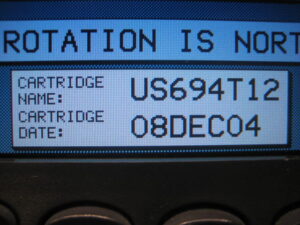 ROTATION IS NORT
CARTRIDGE NAME: US694T12
CARTRIDGE DATE: 08DEC04